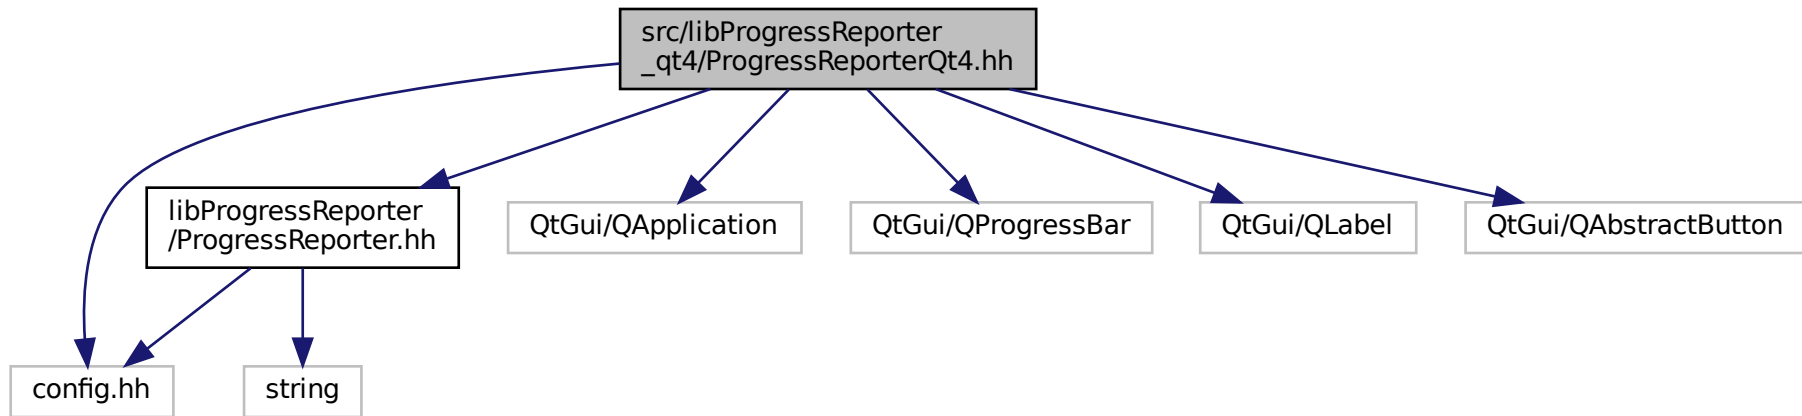 src/libProgressReporter
_qt4/ProgressReporterQt4.hh
libProgressReporter
/ProgressReporter.hh
QtGui/QApplication
QtGui/QProgressBar
QtGui/QLabel
QtGui/QAbstractButton
config.hh
string